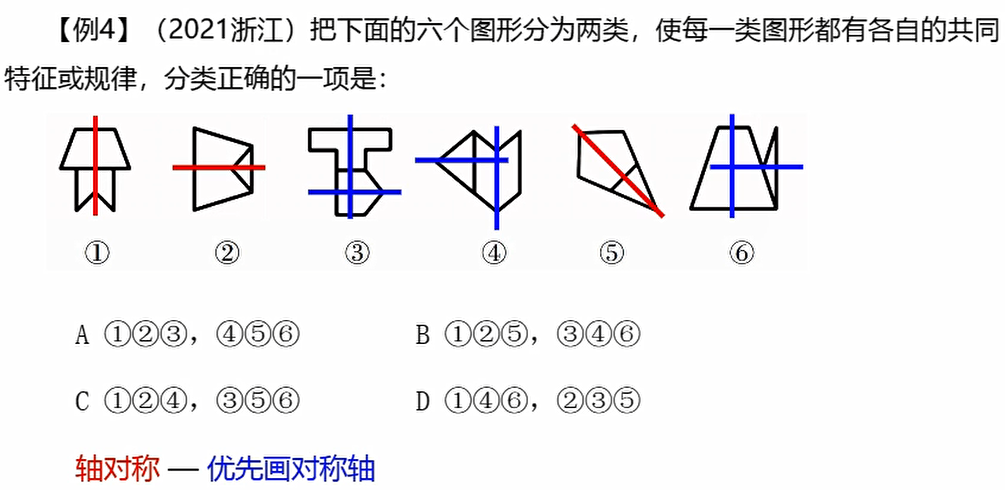 【例4】（2021浙江）把下面的六个图形分为两类，使每一类图形都有各自的共同
特征或规律，分类正确的一项是：
① ② ③ ④ ⑤ ⑥
A ①②③，④⑤⑥ B ①②⑤，③④⑥
C ①②④，③⑤⑥ D ①④⑥，②③⑤
轴对称 — 优先画对称轴